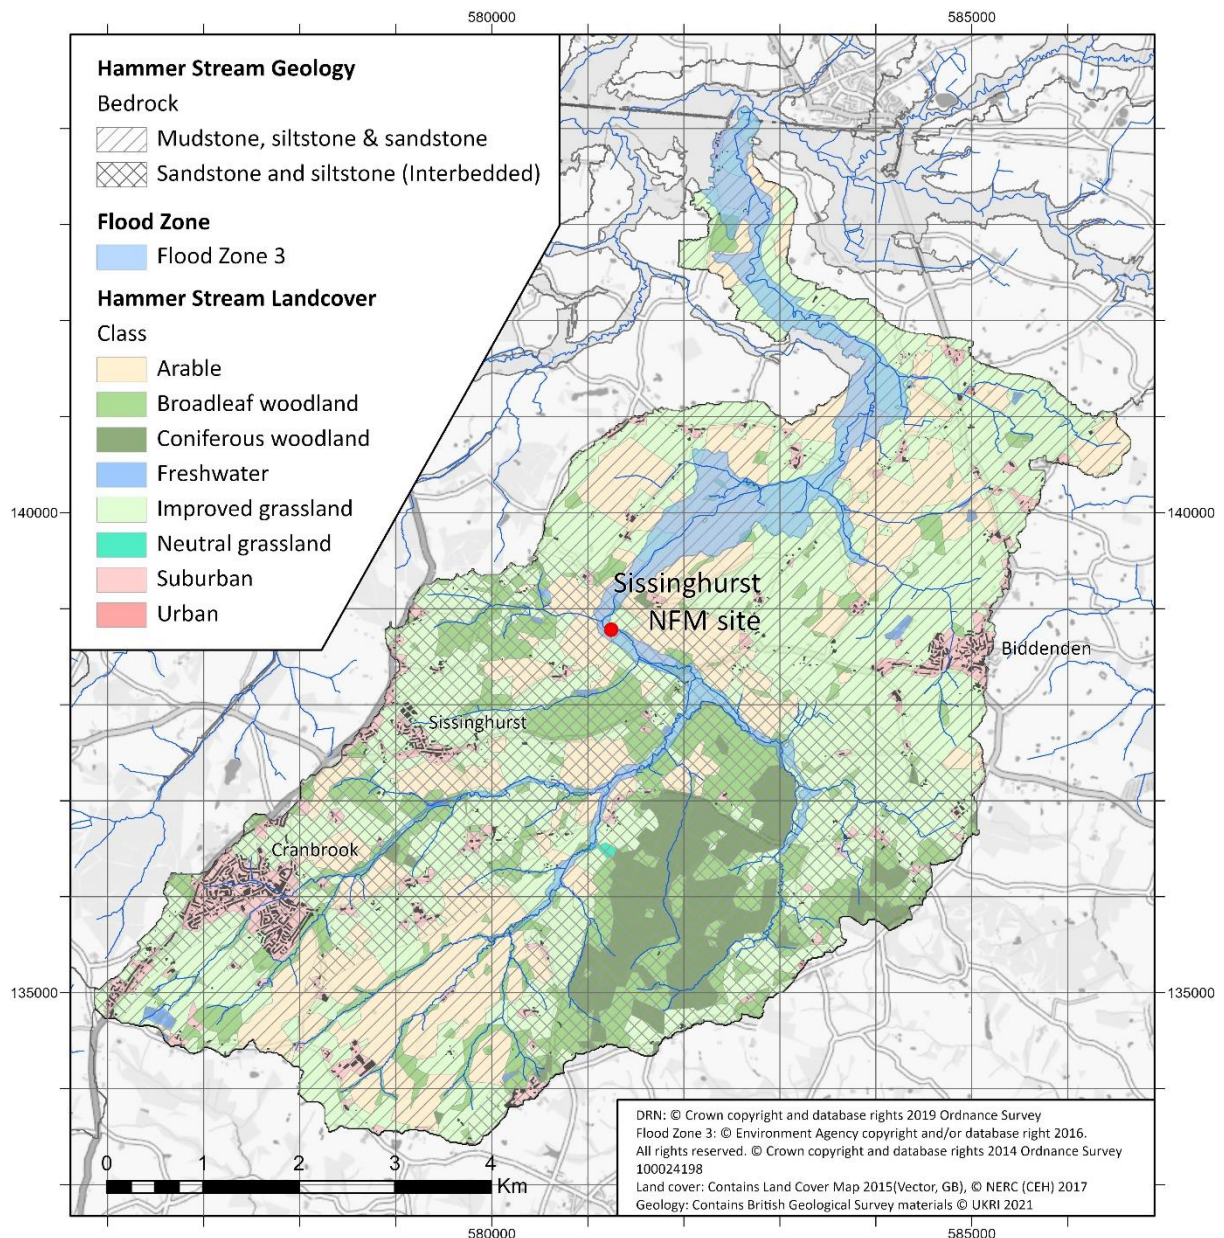 580000
585000
Hammer Stream Geology
Bedrock
Mudstone, siltstone & sandstone
Sandstone and siltstone (Interbedded)
Flood Zone
Flood Zone 3
Hammer Stream Landcover
Class
Arable
Broadleaf woodland
Coniferous woodland
Freshwater
Improved grassland
Neutral grassland
Suburban
Urban
140000
140000
Sissinghurst
NFM site
Biddenden
Sissinghurst
Cranbrook
135000
135000
0 1 2 3 4
Km
DRN: © Crown copyright and database rights 2019 Ordnance Survey
Flood Zone 3: © Environment Agency copyright and/or database right 2016.
All rights reserved. © Crown copyright and database rights 2014 Ordnance Survey
100024198
Land cover: Contains Land Cover Map 2015(Vector, GB), © NERC (CEH) 2017
Geology: Contains British Geological Survey materials © UKRI 2021
580000
585000